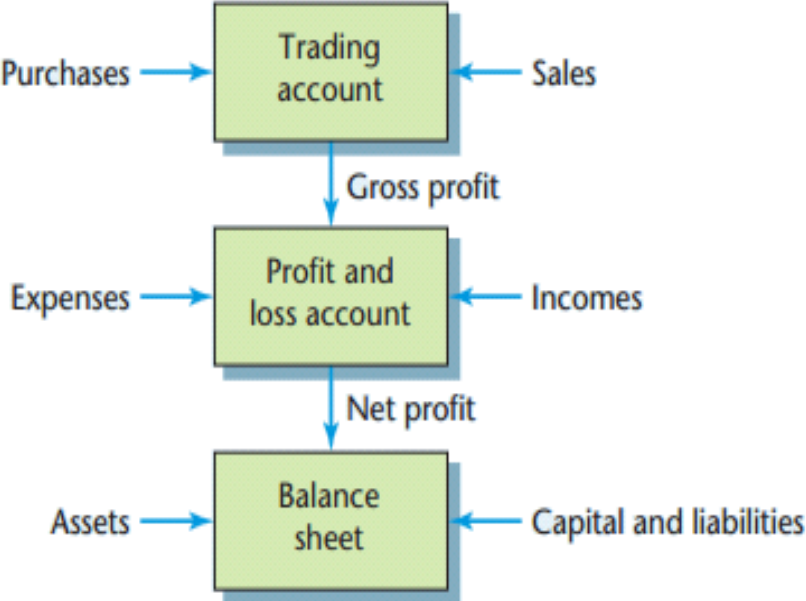 Trading
account
Purchases
Sales
Gross profit
Profit and
loss account
Expenses
Incomes
Net profit
Balance
sheet
Assets
Capital and liabilities